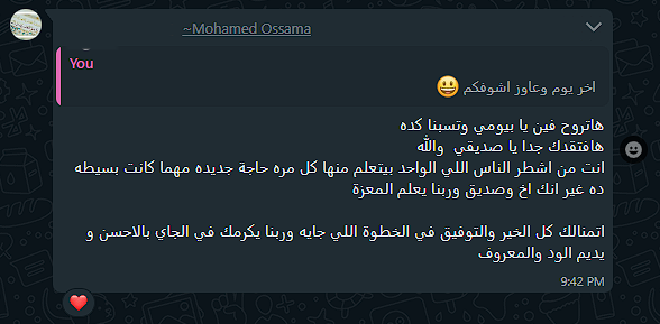 ~Mohamed Ossama
You
اخر يوم وعاوز اشوفكم 😀
هاتروح فين يا بيومي وتسبنا كده
هافتقدك جدا يا صديقي والله
انت من اشطر الناس اللي الواحد بيتعلم منها كل مره حاجة جديده مهما كانت بسيطه
ده غير انك اخ وصديق وربنا يعلم المعزة
اتمنالك كل الخير والتوفيق في الخطوة اللي جايه وربنا يكرمك في الجاي بالاحسن و
يديم الود والمعروف
9:42 PM